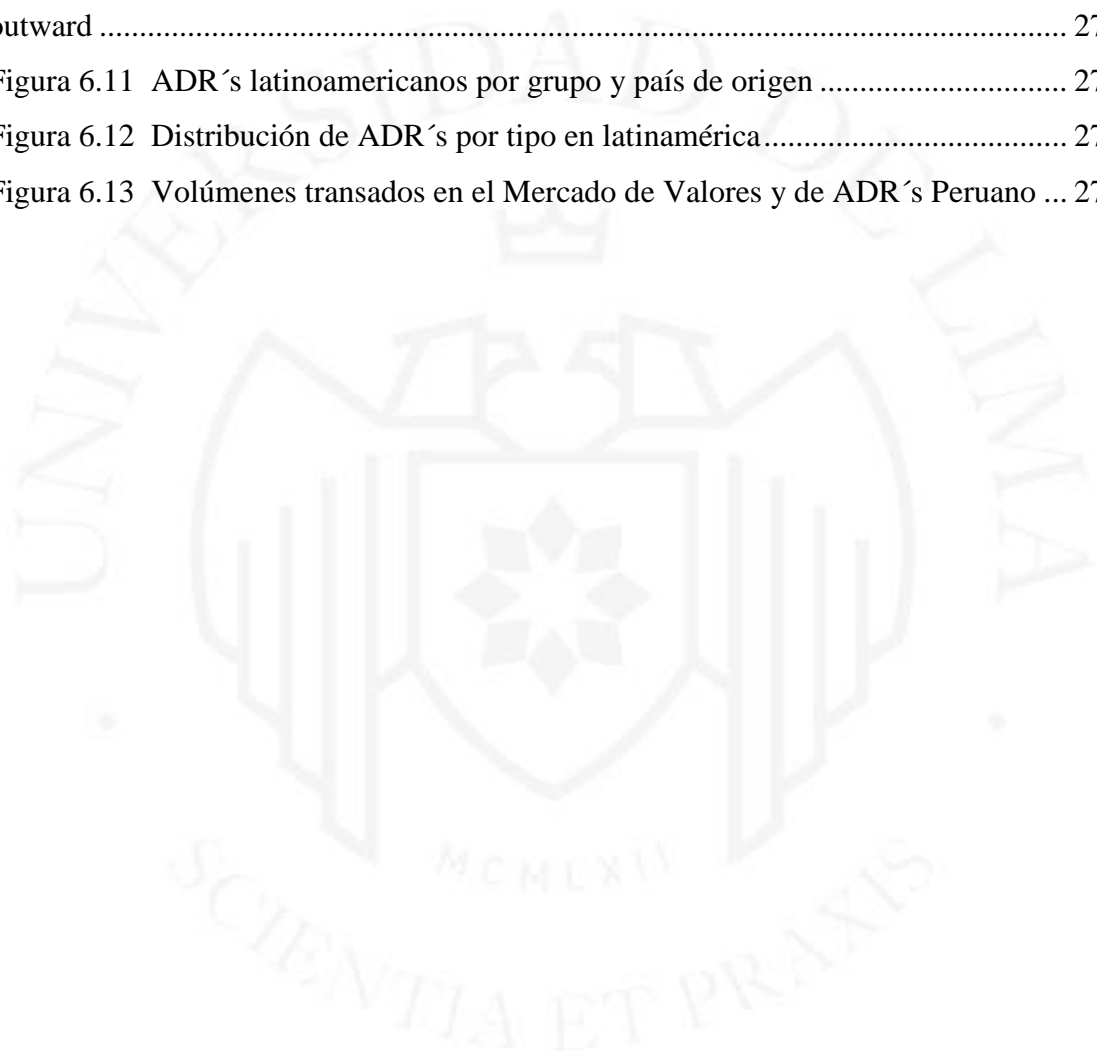 outward ........................................................................................................................ 27
Figura 6.11 ADR´s latinoamericanos por grupo y país de origen ............................... 27
Figura 6.12 Distribución de ADR´s por tipo en latinamérica...................................... 27
Figura 6.13 Volúmenes transados en el Mercado de Valores y de ADR´s Peruano ... 27
UNIVERSIDAD DE LIMA
MCMLXII
SCIENTIA ET PRAXIS